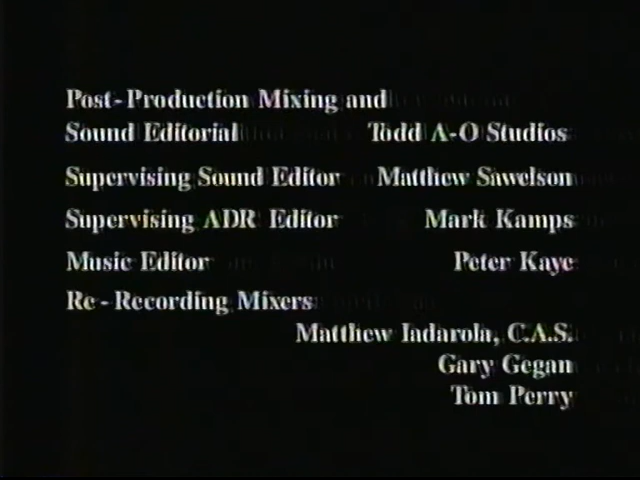 Post-Production Mixing and
Sound Editorial Todd A-O Studios
Supervising Sound Editor Matthew Sawelson
Supervising ADR Editor Mark Kamps
Music Editor Peter Kaye
Re-Recording Mixers
Matthew Iadarola, C.A.S.
Gary Gegan
Tom Perry